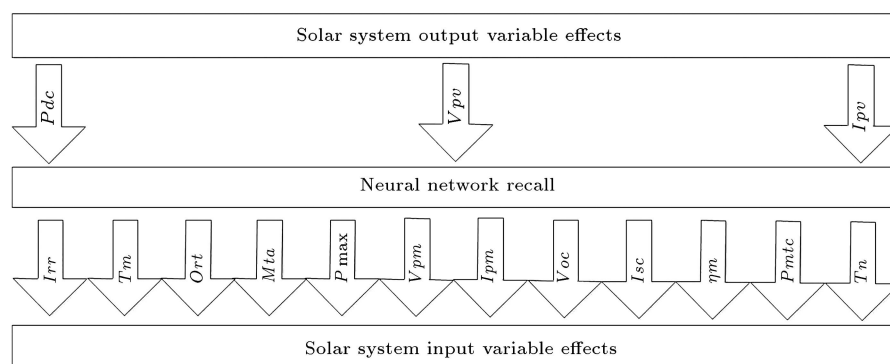 Solar system output variable effects
Pdc
Vpv
Ipv
Neural network recall
Irr
Tm
Ort
Mta
Pmax
Vpm
Ipm
Voc
Isc
ηm
Pmtc
Tn
Solar system input variable effects